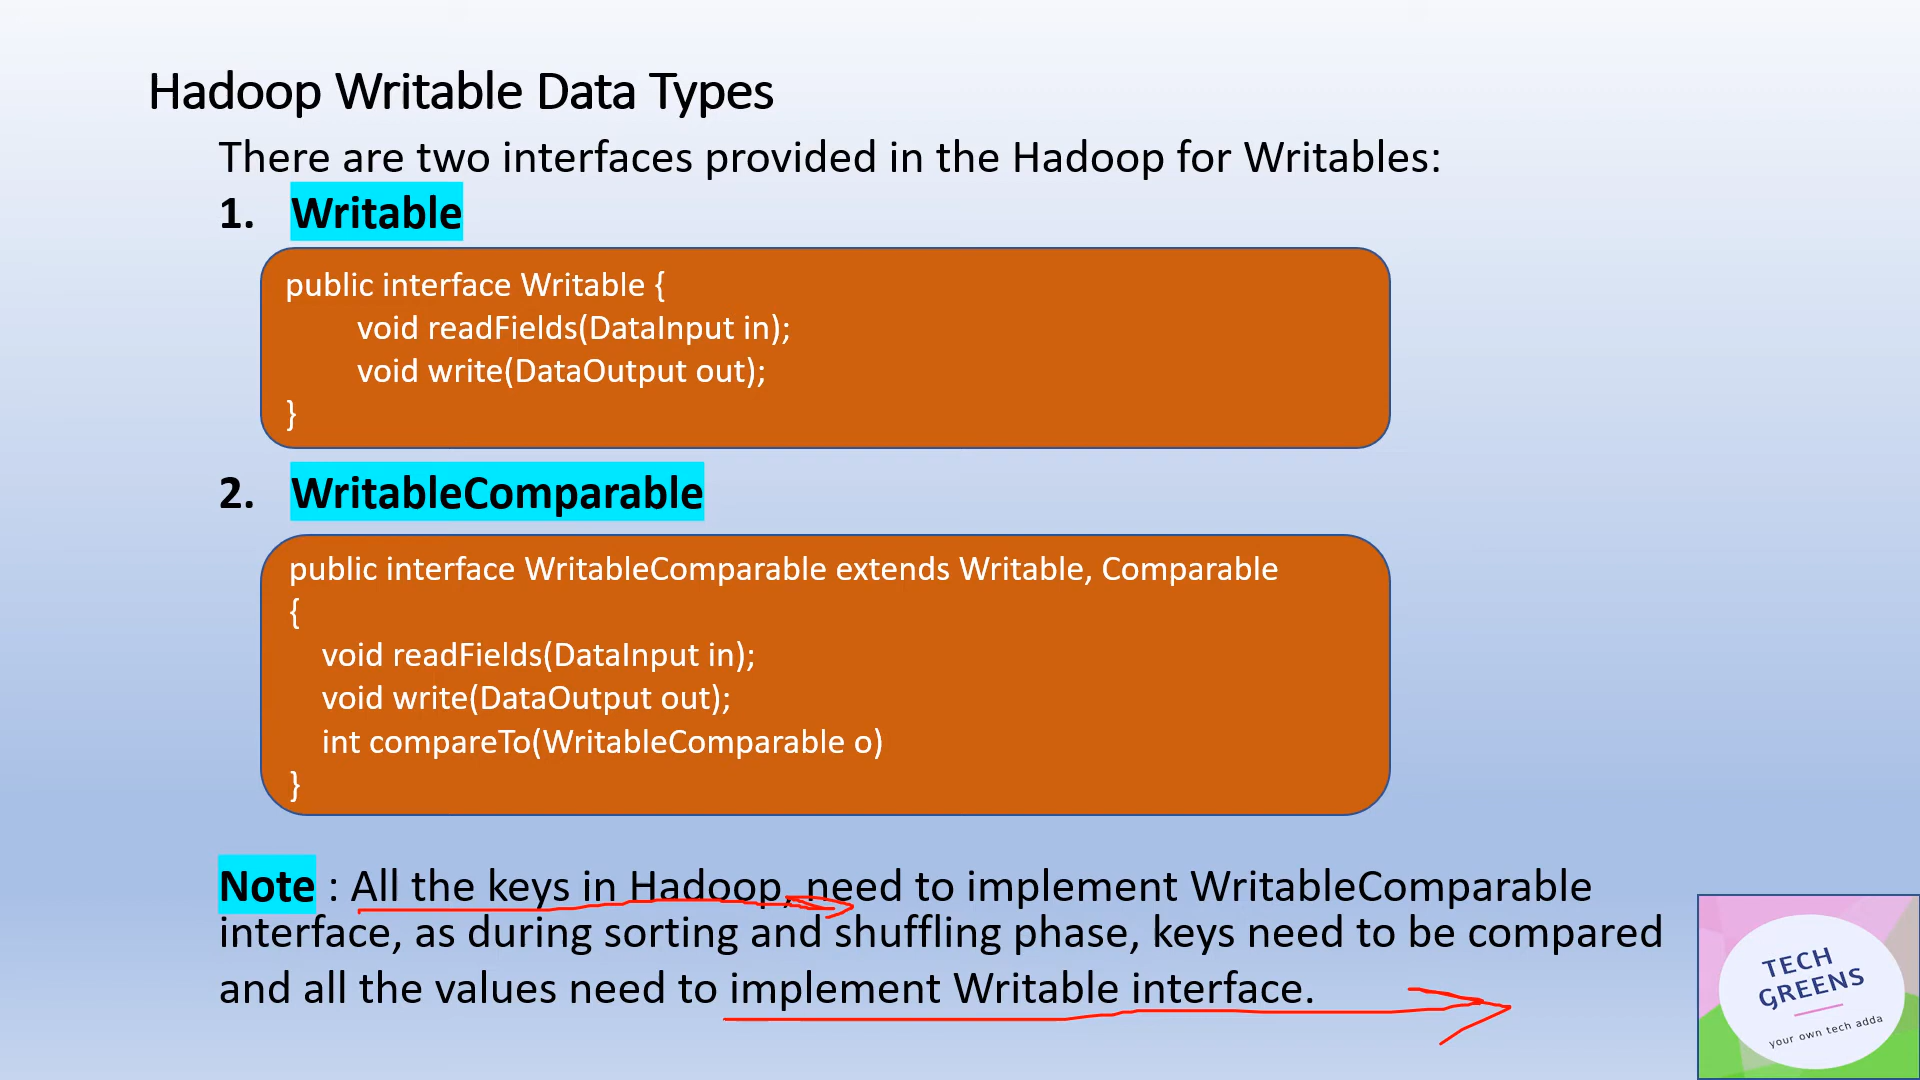 Hadoop Writable Data Types
There are two interfaces provided in the Hadoop for Writables:
1. Writable
public interface Writable {
void readFields(DataInput in);
void write(DataOutput out);
}
2. WritableComparable
public interface WritableComparable extends Writable, Comparable
{
void readFields(DataInput in);
void write(DataOutput out);
int compareTo(WritableComparable o)
}
Note : All the keys in Hadoop, need to implement WritableComparable
interface, as during sorting and shuffling phase, keys need to be compared
and all the values need to implement Writable interface.
TECH
GREENS
your own tech adda